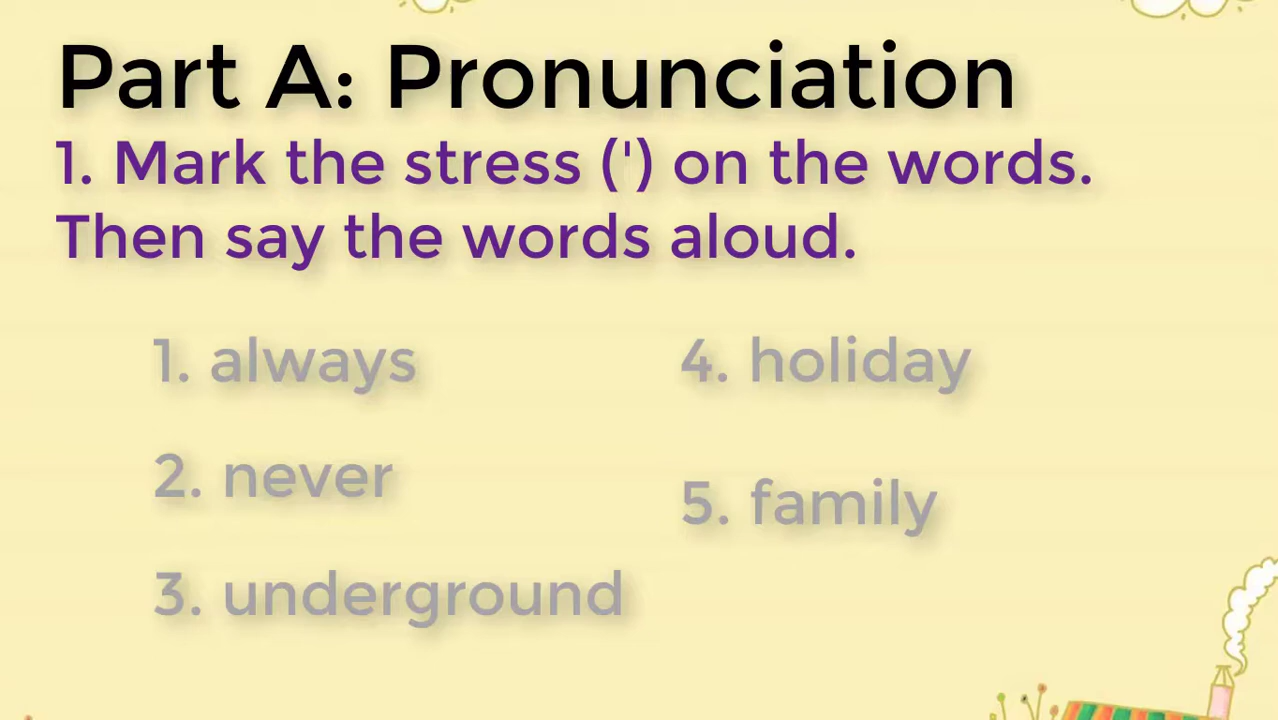 Part A: Pronunciation
1. Mark the stress (') on the words.
Then say the words aloud.
1. always
2. never
3. underground
4. holiday
5. family